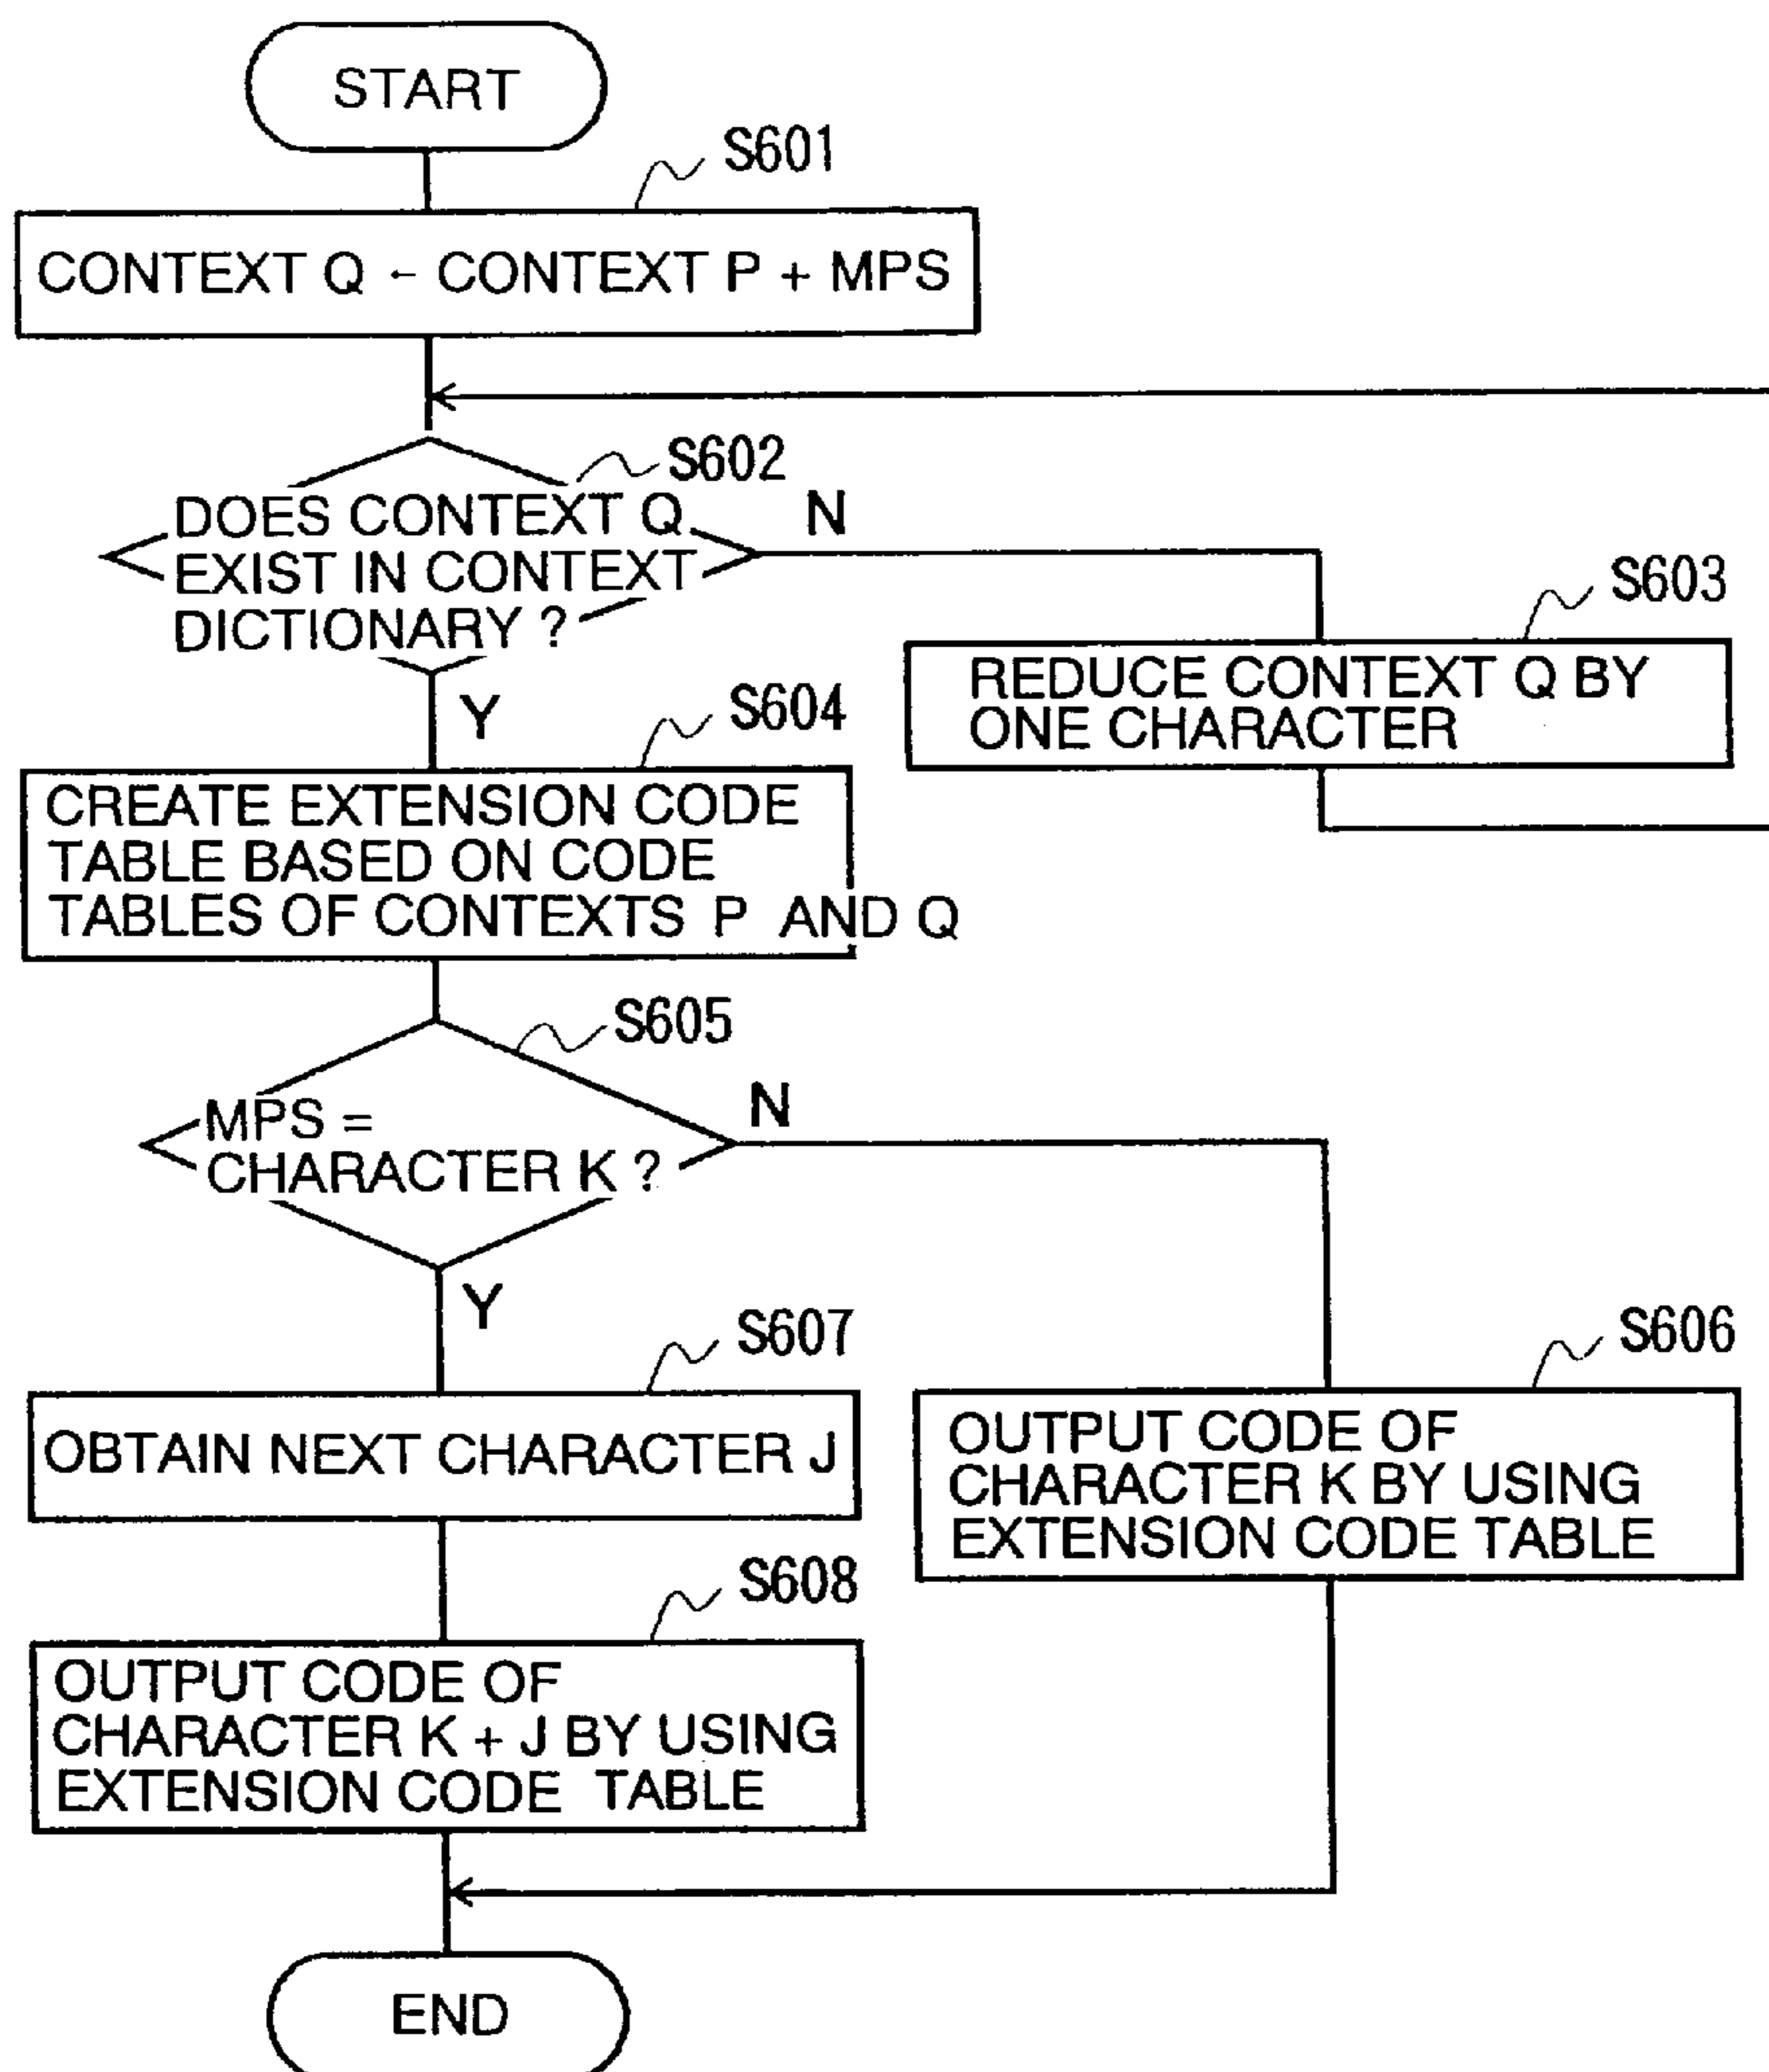 START
S601
CONTEXT Q ← CONTEXT P + MPS
S602
DOES CONTEXT Q
EXIST IN CONTEXT
DICTIONARY ?
N
S603
REDUCE CONTEXT Q BY
ONE CHARACTER
Y
S604
CREATE EXTENSION CODE
TABLE BASED ON CODE
TABLES OF CONTEXTS P AND Q
S605
MPS =
CHARACTER K ?
N
Y
S607
OBTAIN NEXT CHARACTER J
S606
OUTPUT CODE OF
CHARACTER K BY USING
EXTENSION CODE TABLE
S608
OUTPUT CODE OF
CHARACTER K + J BY USING
EXTENSION CODE TABLE
END